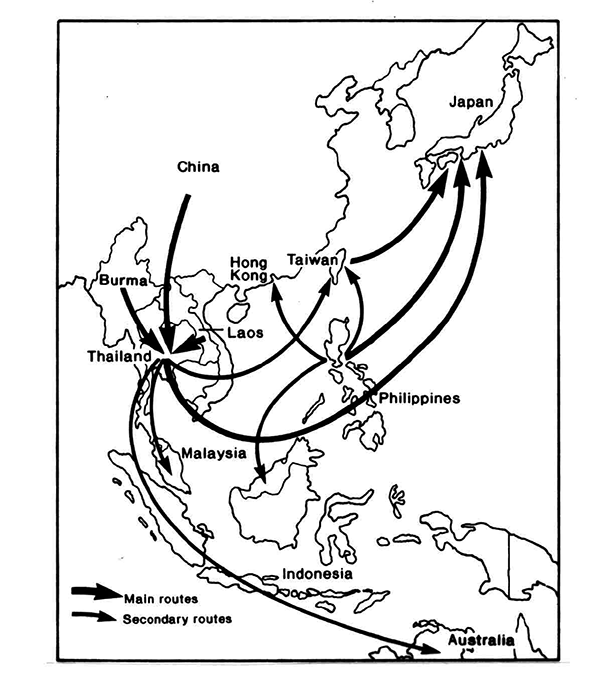 Japan
China
Hong
Kong
Taiwan
Burma
Laos
Thailand
Philippines
Malaysia
Indonesia
Main routes
Secondary routes
Australia